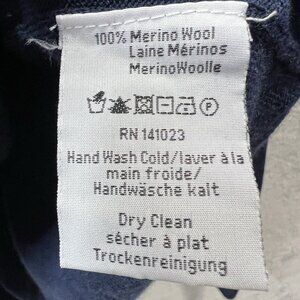 100% Merino Wool
Laine Mérinos
MerinoWolle
RN 141023
Hand Wash Cold/laver à la
main froide/
Handwäsche kalt
Dry Clean
sécher à plat
Trockenreinigung